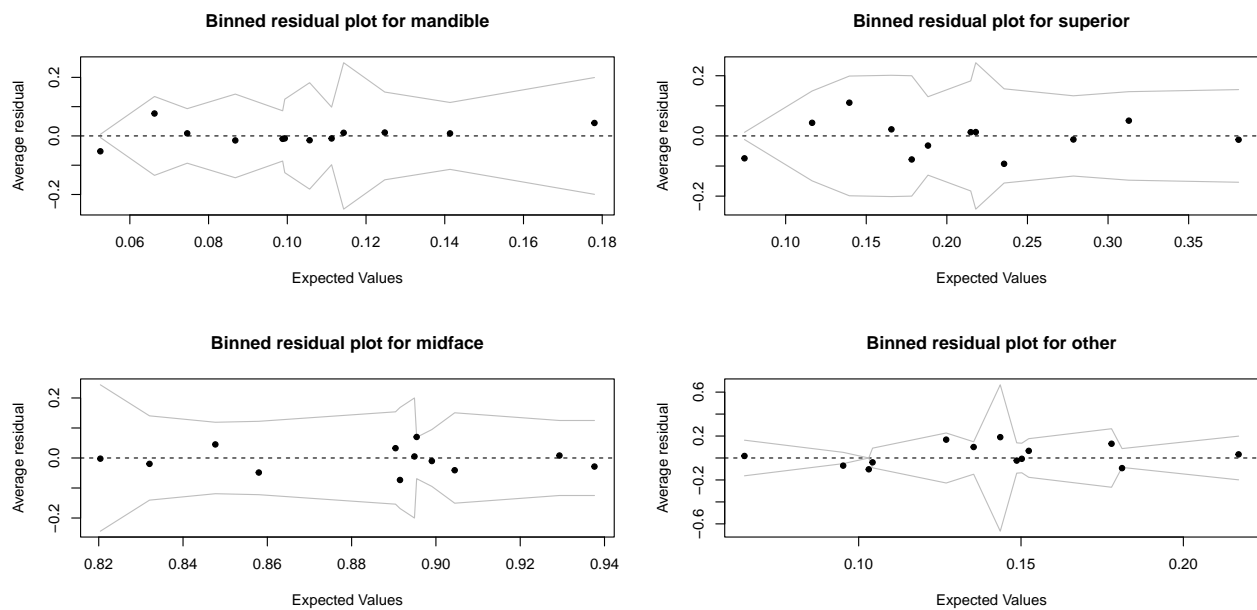 Binned residual plot for mandible
Average residual
0.2
0.0
−0.2
0.06 0.08 0.10 0.12 0.14 0.16 0.18
Expected Values
Binned residual plot for superior
Average residual
0.2
0.0
−0.2
0.10 0.15 0.20 0.25 0.30 0.35
Expected Values
Binned residual plot for midface
Average residual
0.2
0.0
−0.2
0.82 0.84 0.86 0.88 0.90 0.92 0.94
Expected Values
Binned residual plot for other
Average residual
0.6
0.2
−0.2
−0.6
0.10 0.15 0.20
Expected Values